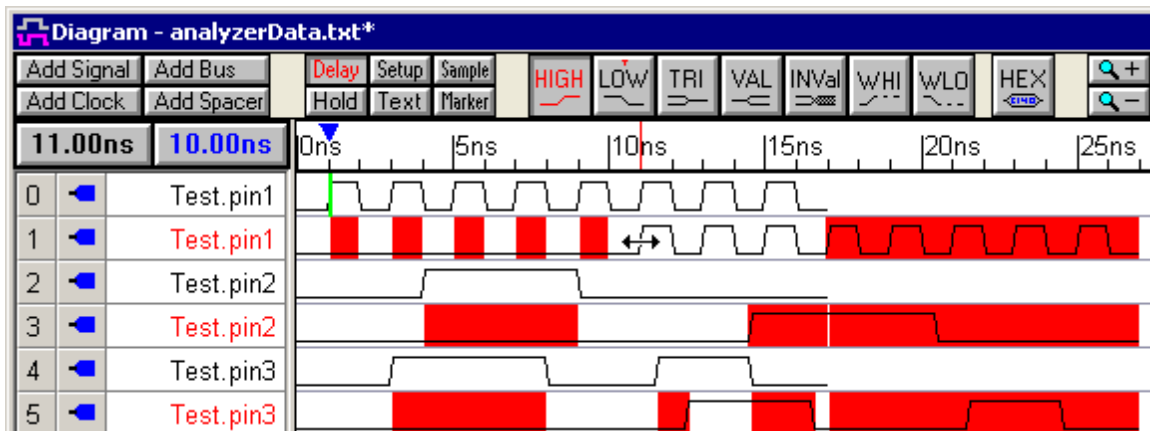 Diagram - analyzerData.txt*
Add Signal Add Bus Delay Setup Sample HIGH LOW TRI VAL INVal WHI WLO HEX +
Add Clock Add Spacer Hold Text Marker -
11.00ns 10.00ns 0ns 5ns 10ns 15ns 20ns 25ns
0 Test.pin1
1 Test.pin1
2 Test.pin2
3 Test.pin2
4 Test.pin3
5 Test.pin3